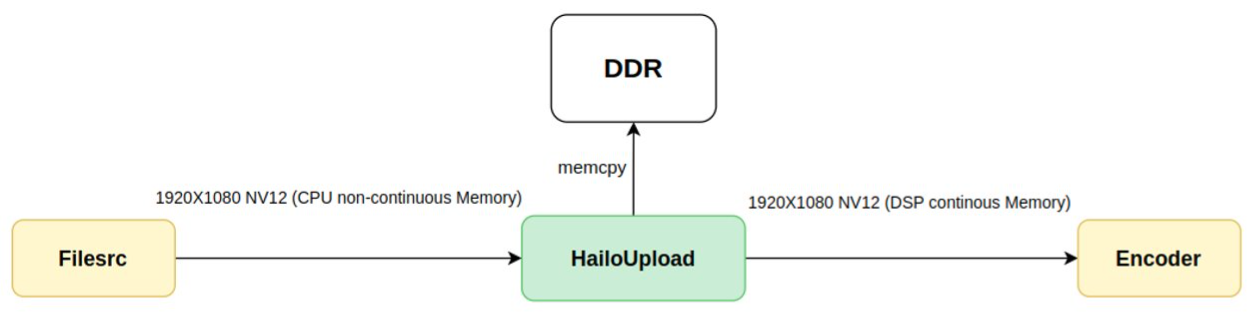 DDR
memcpy
1920X1080 NV12 (CPU non-continuous Memory)
1920X1080 NV12 (DSP continous Memory)
Filesrc
HailoUpload
Encoder